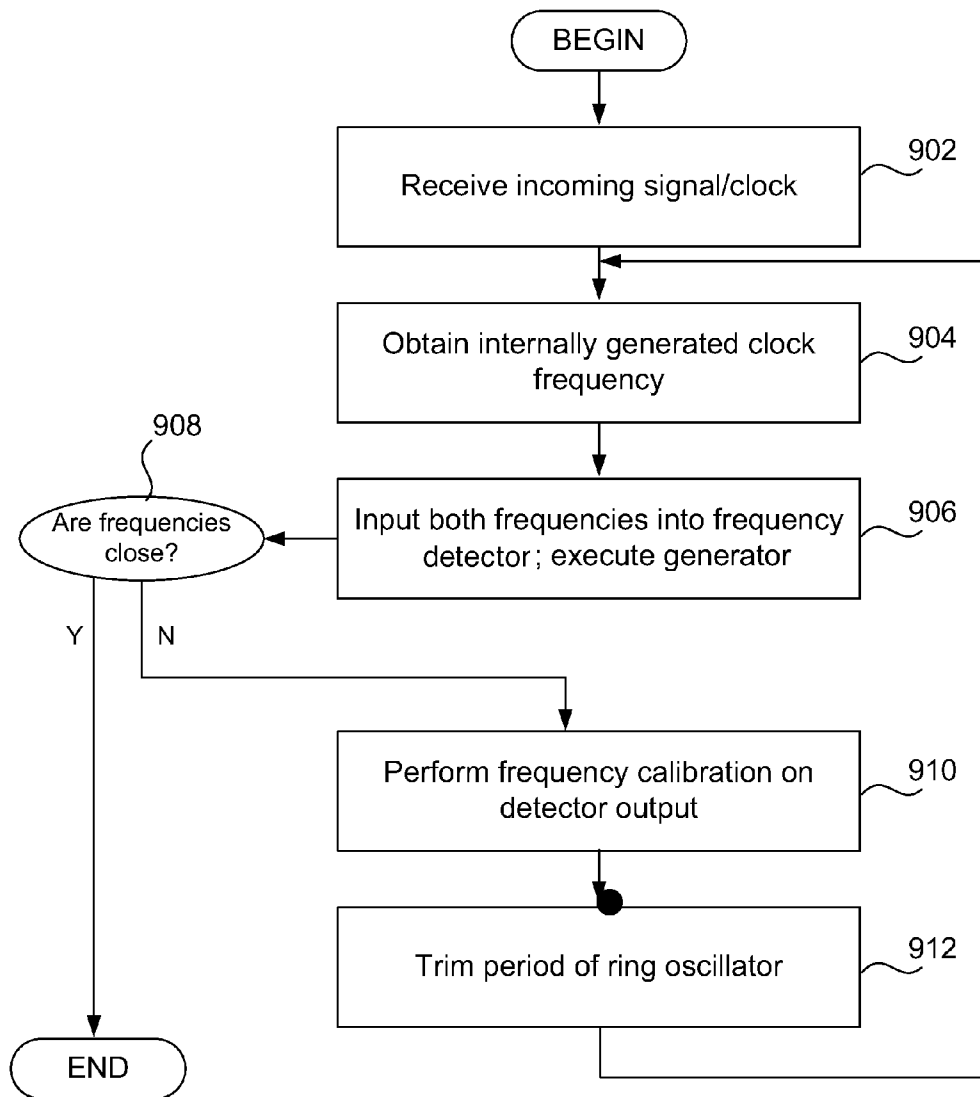 BEGIN
902
Receive incoming signal/clock
904
Obtain internally generated clock
frequency
908
Are frequencies
close?
906
Input both frequencies into frequency
detector; execute generator
Y
N
910
Perform frequency calibration on
detector output
912
Trim period of ring oscillator
END